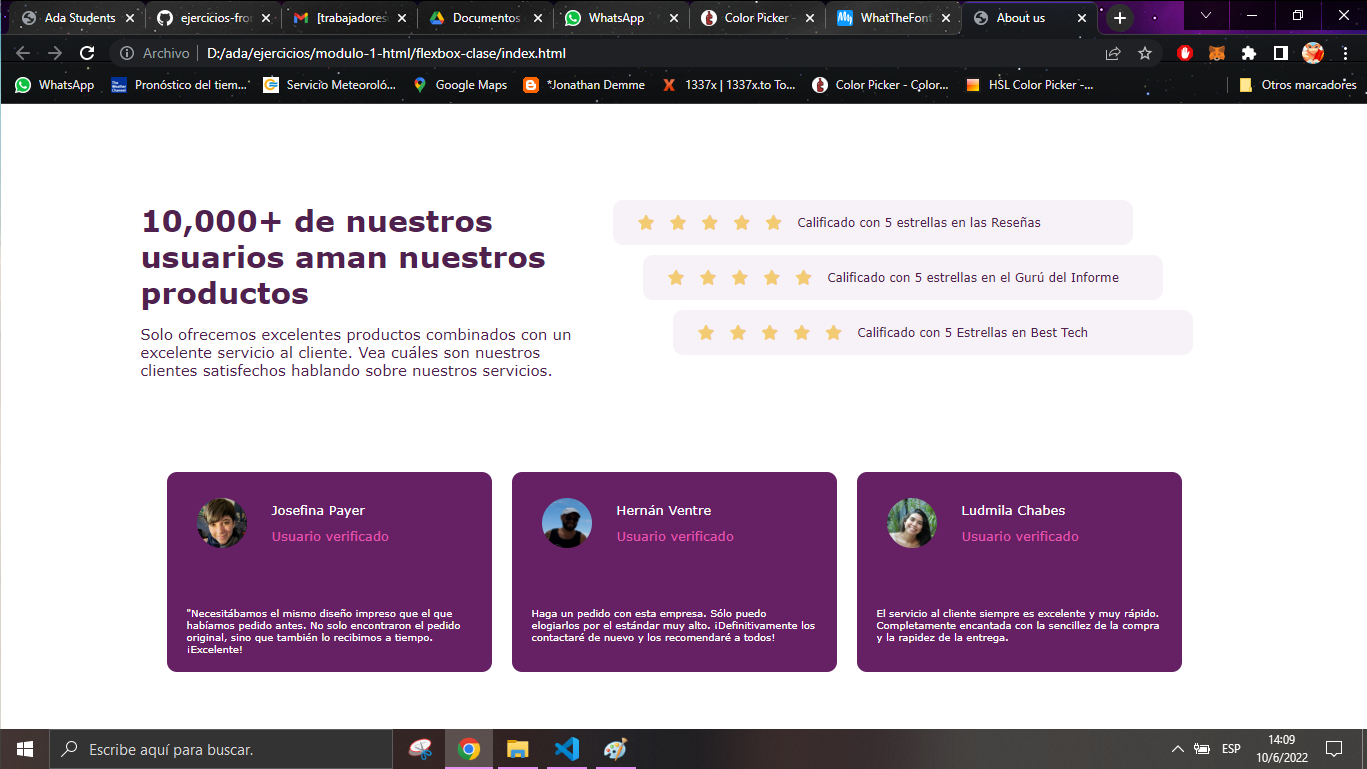 Ada Students
ejercicios-fro
[trabajadores
Documentos
WhatsApp
Color Picker -
WhatTheFont
About us
Archivo
D:/ada/ejercicios/modulo-1-html/flexbox-clase/index.html
WhatsApp
Pronóstico del tiem...
Servicio Meteoroló...
Google Maps
*Jonathan Demme
1337x | 1337x.to To...
Color Picker - Color...
HSL Color Picker -...
Otros marcadores
10,000+ de nuestros
usuarios aman nuestros
productos
Solo ofrecemos excelentes productos combinados con un
excelente servicio al cliente. Vea cuáles son nuestros
clientes satisfechos hablando sobre nuestros servicios.
Calificado con 5 estrellas en las Reseñas
Calificado con 5 estrellas en el Gurú del Informe
Calificado con 5 Estrellas en Best Tech
Josefina Payer
Usuario verificado
"Necesitábamos el mismo diseño impreso que el que
habíamos pedido antes. No solo encontraron el pedido
original, sino que también lo recibimos a tiempo.
¡Excelente!
Hernán Ventre
Usuario verificado
Haga un pedido con esta empresa. Sólo puedo
elogiarlos por el estándar muy alto. ¡Definitivamente los
contactaré de nuevo y los recomendaré a todos!
Ludmila Chabes
Usuario verificado
El servicio al cliente siempre es excelente y muy rápido.
Completamente encantada con la sencillez de la compra
y la rapidez de la entrega.
Escribe aquí para buscar.
ESP
14:09
10/6/2022